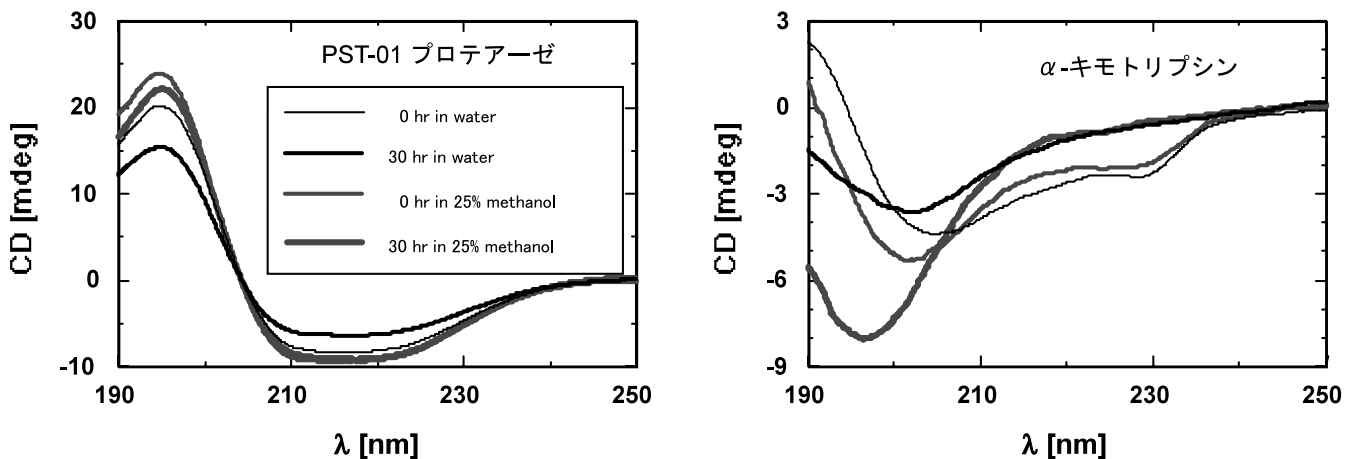 PST-01 プロテアーゼ
0 hr in water
30 hr in water
0 hr in 25% methanol
30 hr in 25% methanol
CD [mdeg]
30
20
10
0
-10
190
210
230
250
λ [nm]
α-キモトリプシン
CD [mdeg]
3
0
-3
-6
-9
190
210
230
250
λ [nm]